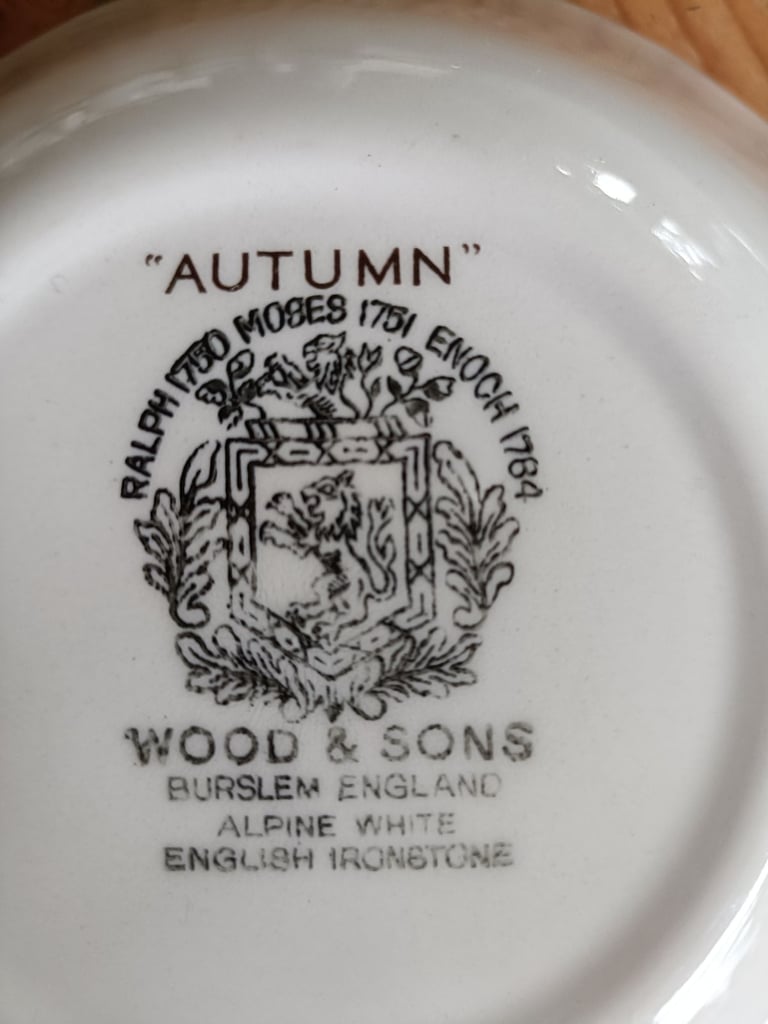 "AUTUMN"
RALPH 1750 MOSES 1751 ENOCH 1784
WOOD & SONS
BURSLEM ENGLAND
ALPINE WHITE
ENGLISH IRONSTONE